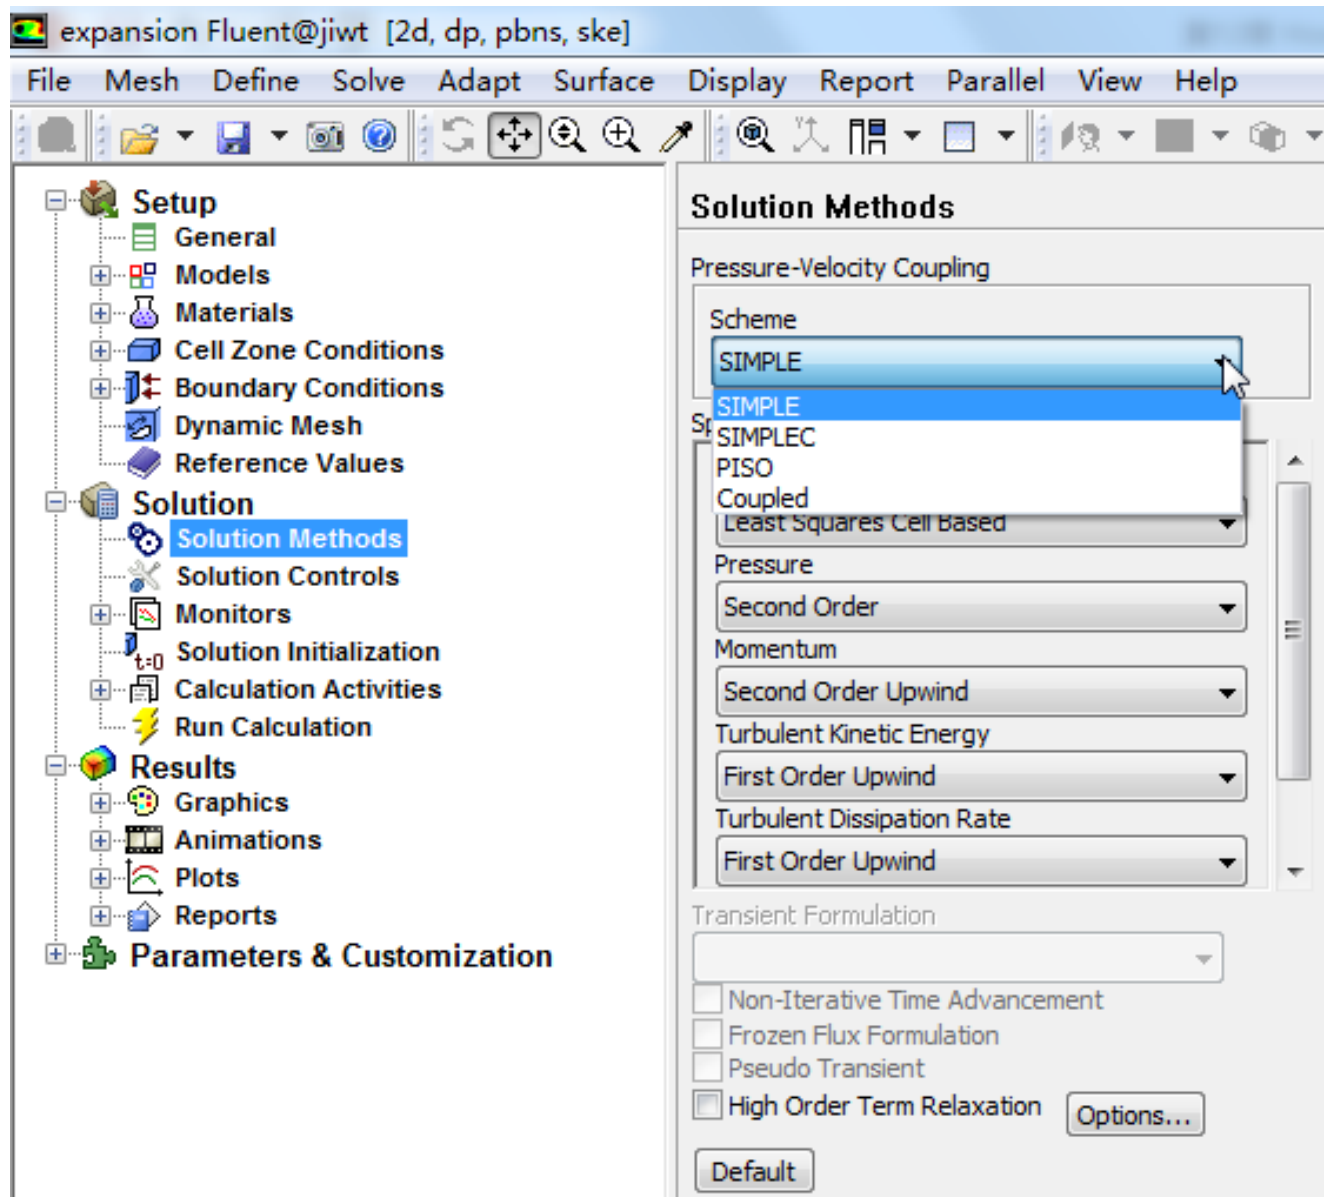 expansion Fluent@jiwt [2d, dp, pbns, ske]
File Mesh Define Solve Adapt Surface Display Report Parallel View Help
Setup
General
Models
Materials
Cell Zone Conditions
Boundary Conditions
Dynamic Mesh
Reference Values
Solution
Solution Methods
Solution Controls
Monitors
t=0 Solution Initialization
Calculation Activities
Run Calculation
Results
Graphics
Animations
Plots
Reports
Parameters & Customization
Solution Methods
Pressure-Velocity Coupling
Scheme
SIMPLE
SIMPLE
SIMPLEC
PISO
Coupled
Least Squares Cell Based
Pressure
Second Order
Momentum
Second Order Upwind
Turbulent Kinetic Energy
First Order Upwind
Turbulent Dissipation Rate
First Order Upwind
Transient Formulation
Non-Iterative Time Advancement
Frozen Flux Formulation
Pseudo Transient
High Order Term Relaxation Options...
Default